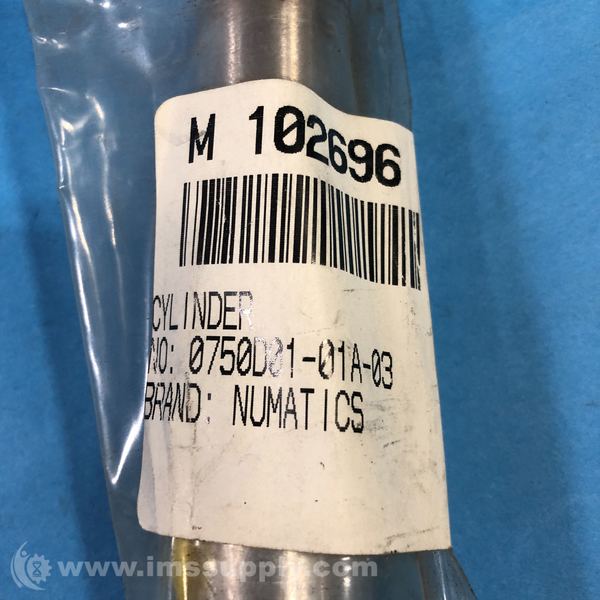 M 102696
CYLINDER
NO: 0750D01-01A-03
BRAND: NUMATICS
www.imssupply.com